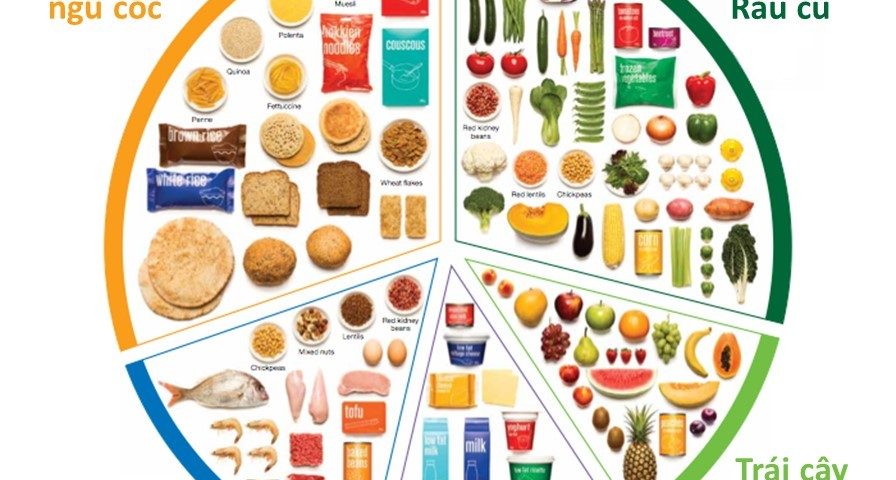 ngũ cốc
Rau củ
Muesli
Polenta
Quinoa
Fettuccine
Penne
hokkien
noodles
couscous
brown rice
white rice
Wheat flakes
tomatoes
beetroot
frozen
vegetables
Red kidney
beans
Red lentils
Chickpeas
corn
Red kidney
beans
Lentils
Mixed nuts
Chickpeas
tofu
baked
beans
low fat
cottage cheese
low fat
milk
milk
yoghurt
low fat ricotta
peaches
Trái cây